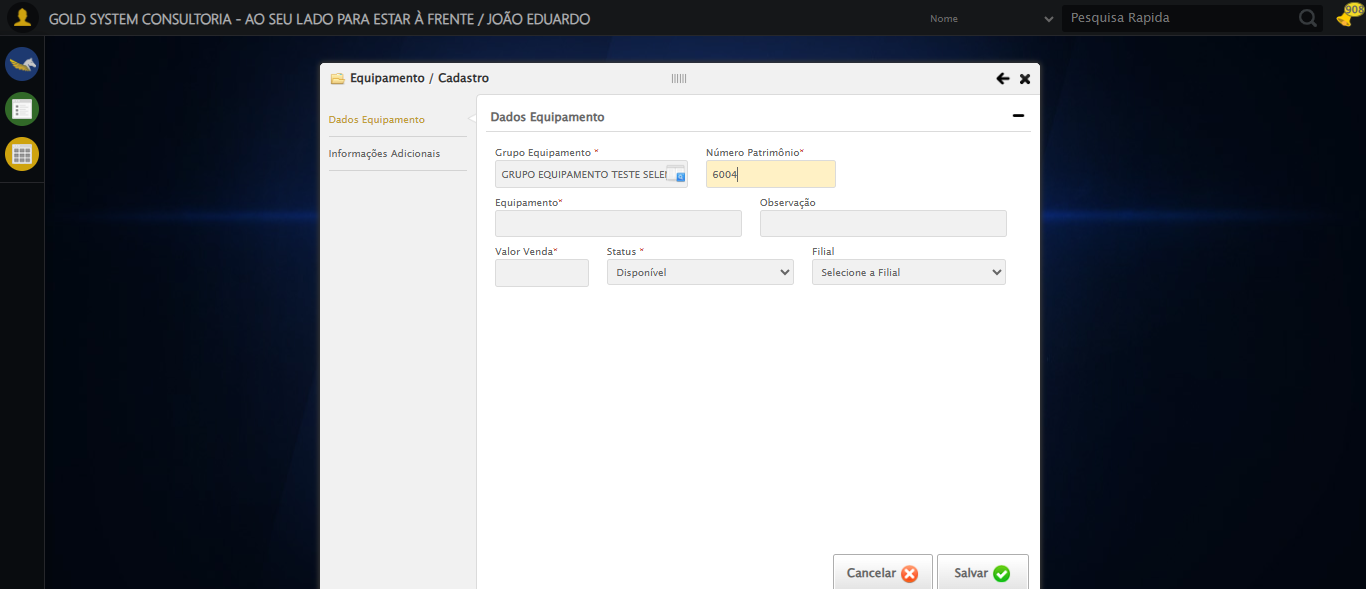 GOLD SYSTEM CONSULTORIA - AO SEU LADO PARA ESTAR À FRENTE / JOÃO EDUARDO
Nome
Pesquisa Rapida
908
Equipamento / Cadastro
Dados Equipamento
Informações Adicionais
Dados Equipamento
Grupo Equipamento * Número Patrimônio*
GRUPO EQUIPAMENTO TESTE SELE 6004
Equipamento* Observação
Valor Venda* Status * Filial
Disponível Selecione a Filial
Cancelar Salvar